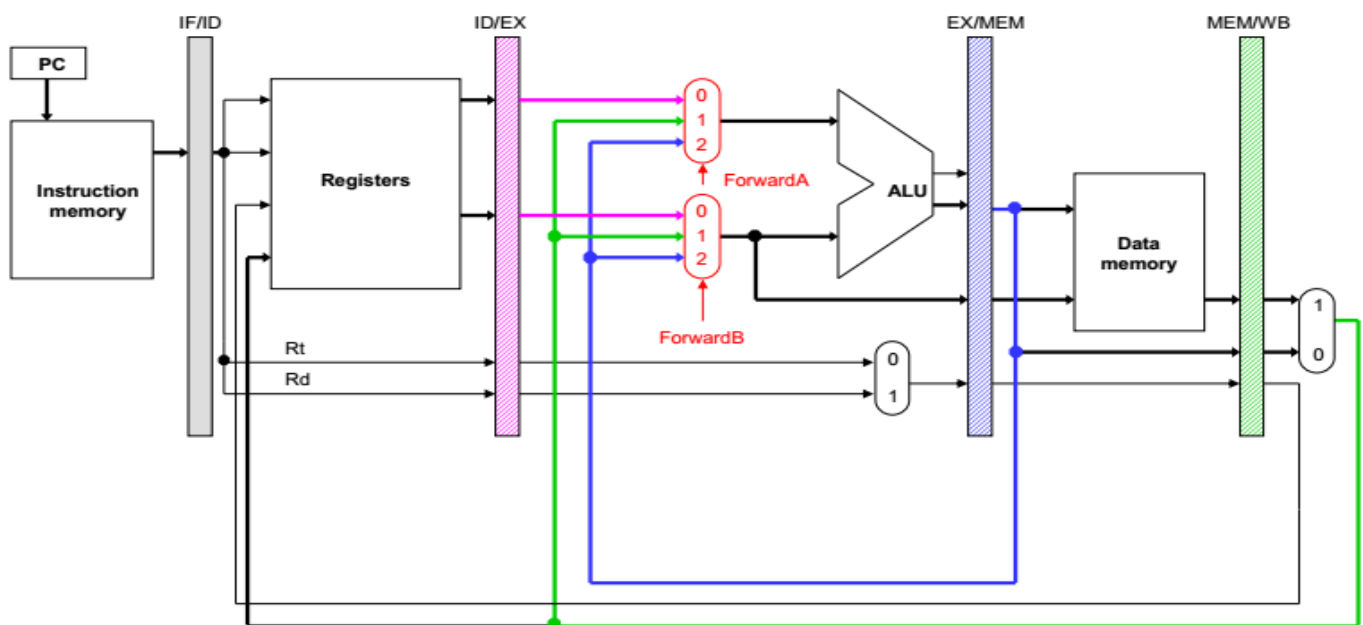 IF/ID
ID/EX
EX/MEM
MEM/WB
PC
Instruction
memory
Registers
0
1
2
ForwardA
0
1
2
ForwardB
ALU
Data
memory
1
0
Rt
Rd
0
1